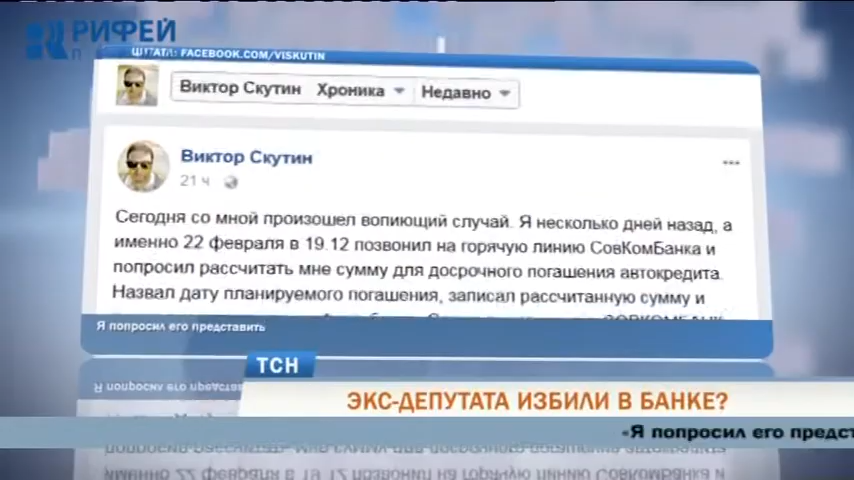 РИФЕЙ
ЦИТАТА: FACEBOOK.COM/VISKUTIN
Виктор Скутин Хроника Недавно
Виктор Скутин
21 ч
Сегодня со мной произошел вопиющий случай. Я несколько дней назад, а
именно 22 февраля в 19.12 позвонил на горячую линию СовКомБанка и
попросил рассчитать мне сумму для досрочного погашения автокредита.
Назвал дату планируемого погашения, записал рассчитанную сумму и
Я попросил его представить
ТСН
ЭКС-ДЕПУТАТА ИЗБИЛИ В БАНКЕ?
«Я попросил его предст